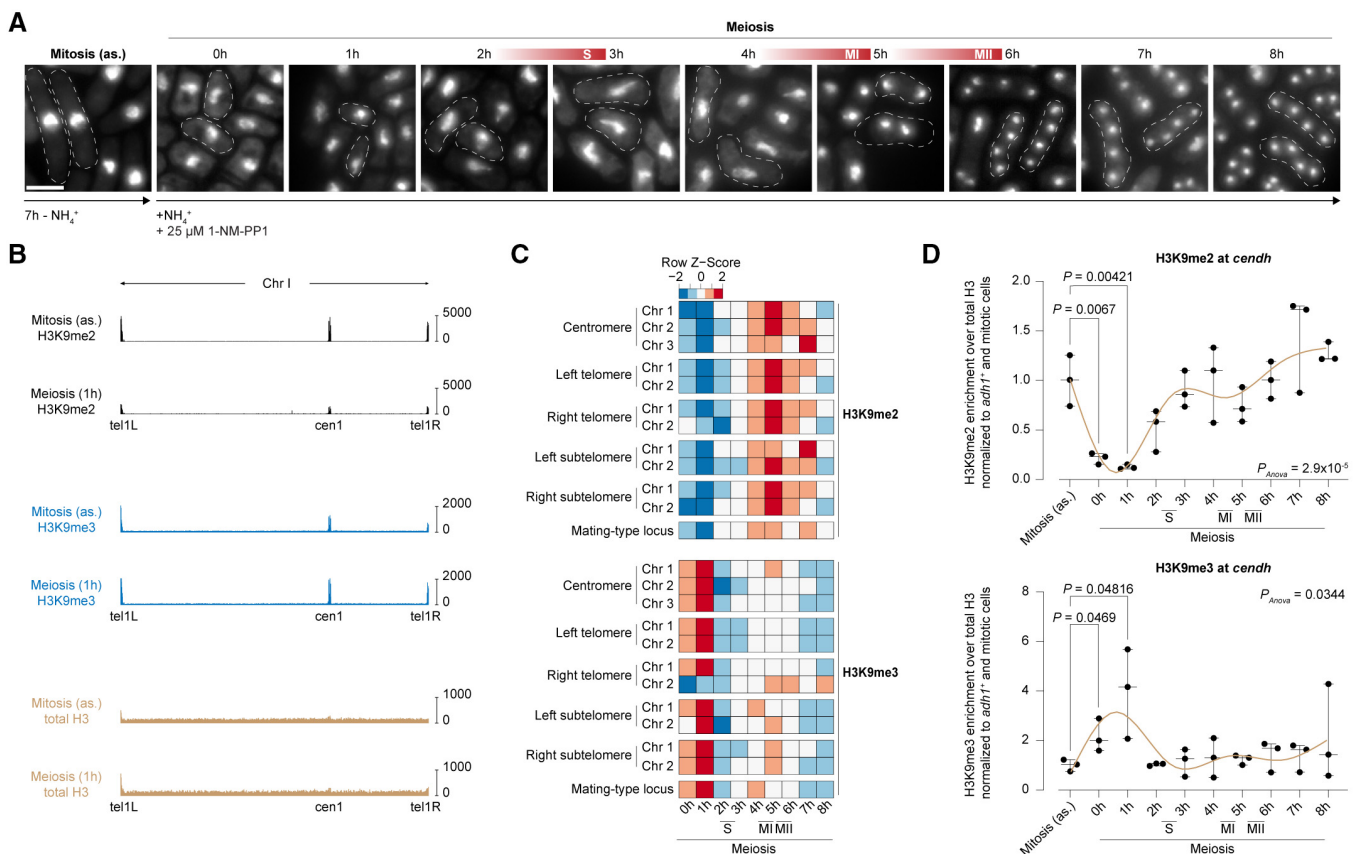 A
Meiosis
Mitosis (as.)
0h
1h
2h
S
3h
4h
MI
5h
MII
6h
7h
8h
7h - NH₄⁺
+NH₄⁺
+ 25 µM 1-NM-PP1
B
Chr I
Mitosis (as.)
H3K9me2
5000
0
Meiosis (1h)
H3K9me2
5000
0
tel1L
cen1
tel1R
Mitosis (as.)
H3K9me3
2000
0
Meiosis (1h)
H3K9me3
2000
0
tel1L
cen1
tel1R
Mitosis (as.)
total H3
1000
0
Meiosis (1h)
total H3
1000
0
tel1L
cen1
tel1R
C
Row Z−Score
−2 0 2
Centromere
Chr 1
Chr 2
Chr 3
Left telomere
Chr 1
Chr 2
Right telomere
Chr 1
Chr 2
H3K9me2
Left subtelomere
Chr 1
Chr 2
Right subtelomere
Chr 1
Chr 2
Mating-type locus
Centromere
Chr 1
Chr 2
Chr 3
Left telomere
Chr 1
Chr 2
Right telomere
Chr 1
Chr 2
H3K9me3
Left subtelomere
Chr 1
Chr 2
Right subtelomere
Chr 1
Chr 2
Mating-type locus
0h 1h 2h 3h 4h 5h 6h 7h 8h
S MI MII
Meiosis
D
H3K9me2 at cendh
H3K9me2 enrichment over total H3
normalized to adh1⁺ and mitotic cells
2.0
1.5
1.0
0.5
0.0
P = 0.00421
P = 0.0067
P Anova = 2.9x10⁻⁵
Mitosis (as.) 0h 1h 2h 3h 4h 5h 6h 7h 8h
S MI MII
Meiosis
H3K9me3 at cendh
H3K9me3 enrichment over total H3
normalized to adh1⁺ and mitotic cells
8
6
4
2
0
P = 0.04816
P = 0.0469
P Anova = 0.0344
Mitosis (as.) 0h 1h 2h 3h 4h 5h 6h 7h 8h
S MI MII
Meiosis